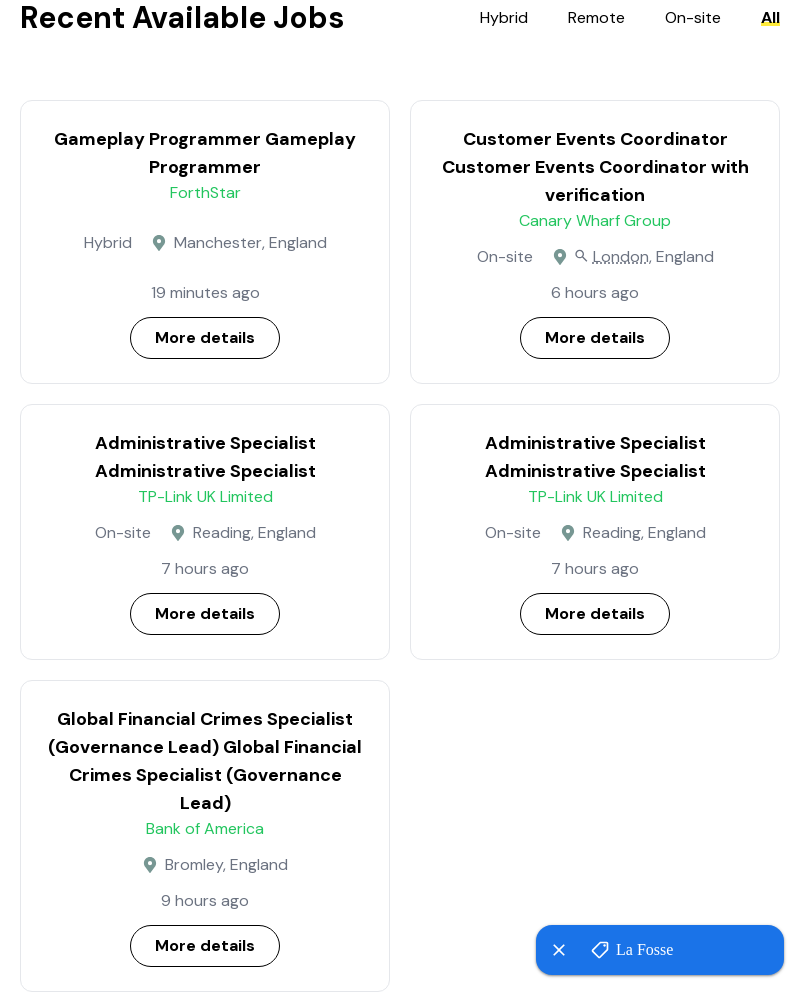 Recent Available Jobs
Hybrid Remote On-site All
Gameplay Programmer Gameplay
Programmer
ForthStar
Hybrid Manchester, England
19 minutes ago
More details
Customer Events Coordinator
Customer Events Coordinator with
verification
Canary Wharf Group
On-site London, England
6 hours ago
More details
Administrative Specialist
Administrative Specialist
TP-Link UK Limited
On-site Reading, England
7 hours ago
More details
Administrative Specialist
Administrative Specialist
TP-Link UK Limited
On-site Reading, England
7 hours ago
More details
Global Financial Crimes Specialist
(Governance Lead) Global Financial
Crimes Specialist (Governance
Lead)
Bank of America
Bromley, England
9 hours ago
More details
La Fosse